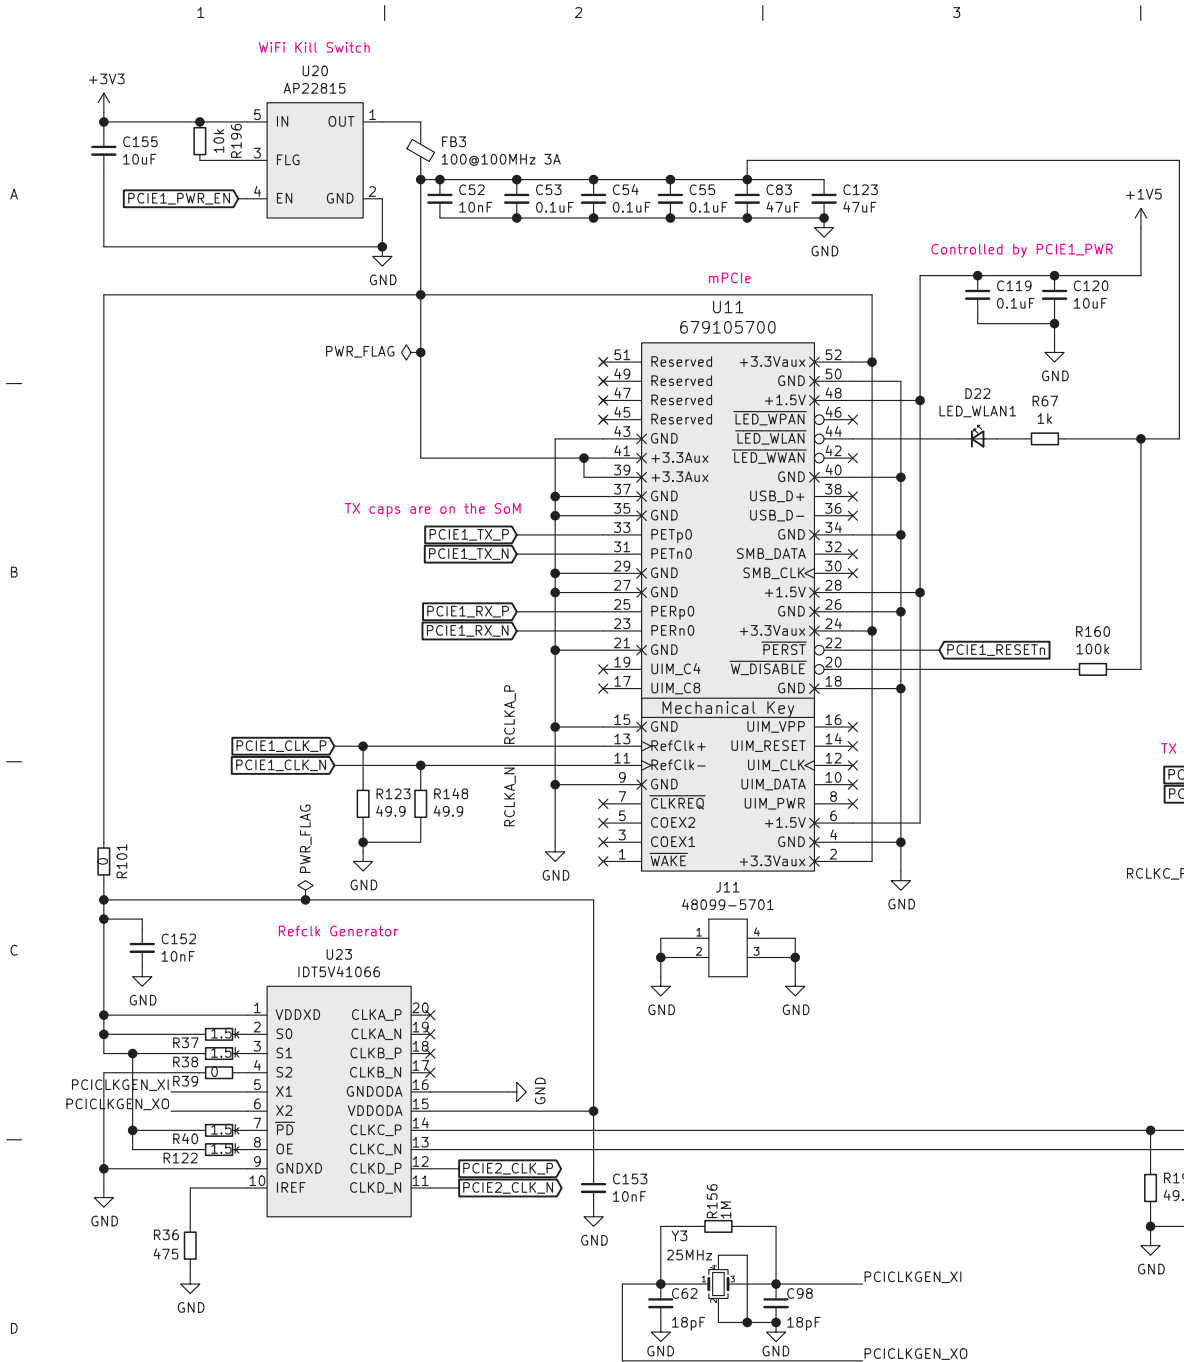 1 2 3
WiFi Kill Switch
U20
AP22815
+3V3
5 IN OUT 1
C155
10uF
10k
R196
3 FLG
PCIE1_PWR_EN 4 EN GND 2
GND
FB3
100@100MHz 3A
C52
10nF
C53
0.1uF
C54
0.1uF
C55
0.1uF
C83
47uF
C123
47uF
GND
A
+1V5
Controlled by PCIE1_PWR
C119
0.1uF
C120
10uF
GND
mPCIe
U11
679105700
PWR_FLAG
51 Reserved +3.3Vaux 52
49 Reserved GND 50
47 Reserved +1.5V 48
45 Reserved LED_WPAN 46
43 GND LED_WLAN 44
41 +3.3Aux LED_WWAN 42
39 +3.3Aux GND 40
37 GND USB_D+ 38
35 GND USB_D- 36
33 PETp0 GND 34
31 PETn0 SMB_DATA 32
29 GND SMB_CLK 30
27 GND +1.5V 28
25 PERp0 GND 26
23 PERn0 +3.3Vaux 24
21 GND PERST 22
19 UIM_C4 W_DISABLE 20
17 UIM_C8 GND 18
Mechanical Key
15 GND UIM_VPP 16
13 RefClk+ UIM_RESET 14
11 RefClk- UIM_CLK 12
9 GND UIM_DATA 10
7 CLKREQ UIM_PWR 8
5 COEX2 +1.5V 6
3 COEX1 GND 4
1 WAKE +3.3Vaux 2
D22
LED_WLAN1
R67
1k
TX caps are on the SoM
PCIE1_TX_P
PCIE1_TX_N
PCIE1_RX_P
PCIE1_RX_N
B
PCIE1_RESETn
R160
100k
RCLKA_P
RCLKA_N
PCIE1_CLK_P
PCIE1_CLK_N
R123
49.9
R148
49.9
GND
GND
GND
TX
PC
PC
RCLKC_P
0
R101
PWR_FLAG
J11
48099-5701
1 4
2 3
GND GND
C
C152
10nF
GND
Refclk Generator
U23
IDT5V41066
1 VDDXD CLKA_P 20
2 S0 CLKA_N 19
3 S1 CLKB_P 18
4 S2 CLKB_N 17
5 X1 GNDODA 16
6 X2 VDDODA 15
7 PD CLKC_P 14
8 OE CLKC_N 13
9 GNDXD CLKD_P 12
10 IREF CLKD_N 11
1.5k
R37
1.5k
R38
0
R39
PCICLKGEN_XI
PCICLKGEN_XO
1.5k
R40
1.5k
R122
GND
GND
PCIE2_CLK_P
PCIE2_CLK_N
C153
10nF
GND
R36
475
GND
R156
1M
Y3
25MHz
1 2 3 4
C62
18pF
GND
C98
18pF
GND
PCICLKGEN_XI
PCICLKGEN_XO
R19
49.
GND
D